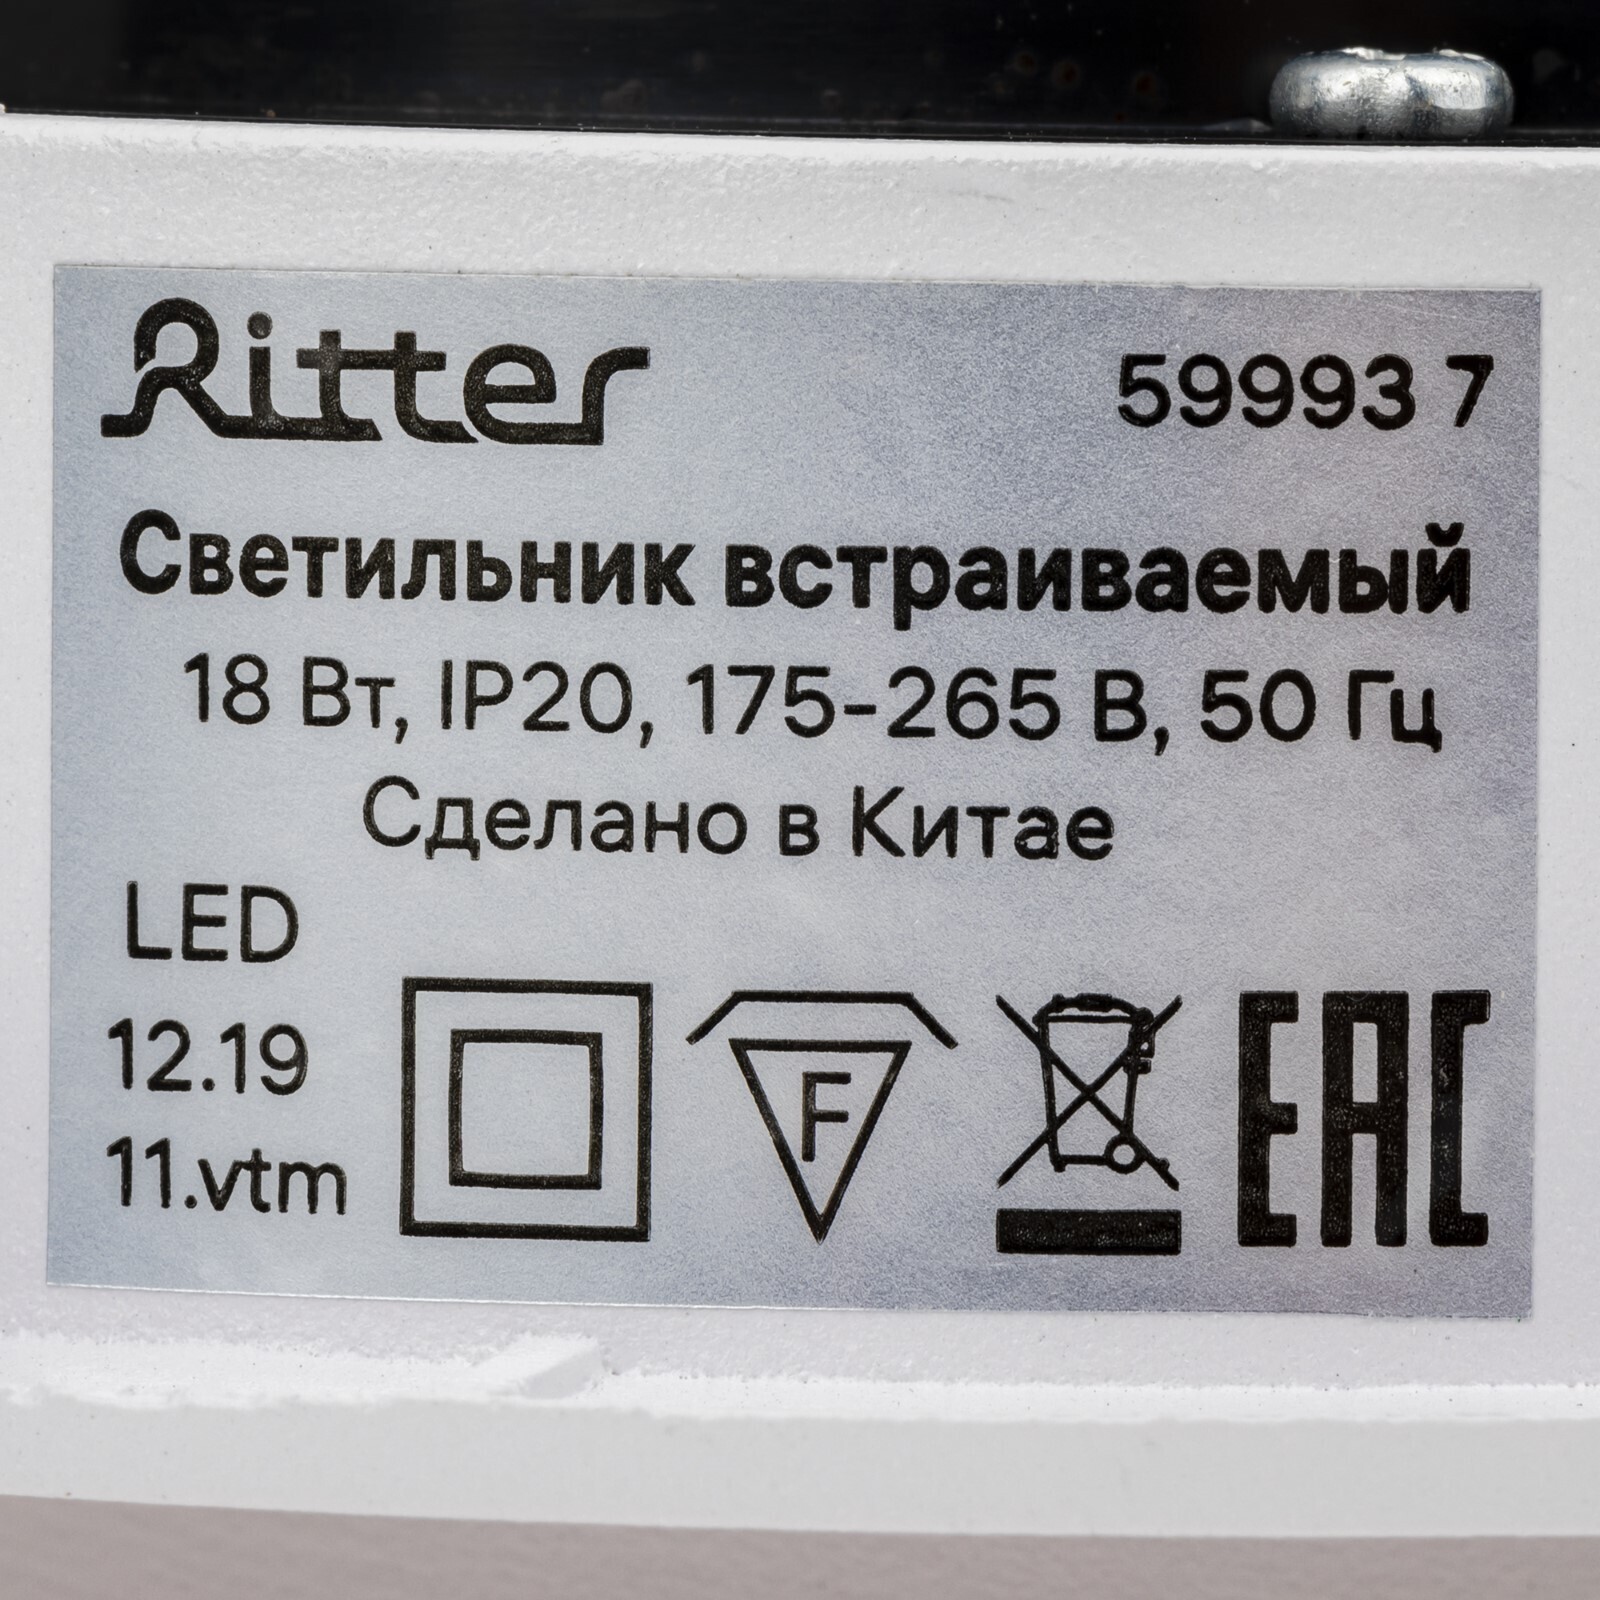 Ritter 59993 7
Светильник встраиваемый
18 Вт, IP20, 175-265 В, 50 Гц
Сделано в Китае
LED
12.19
11.vtm
F
EAC